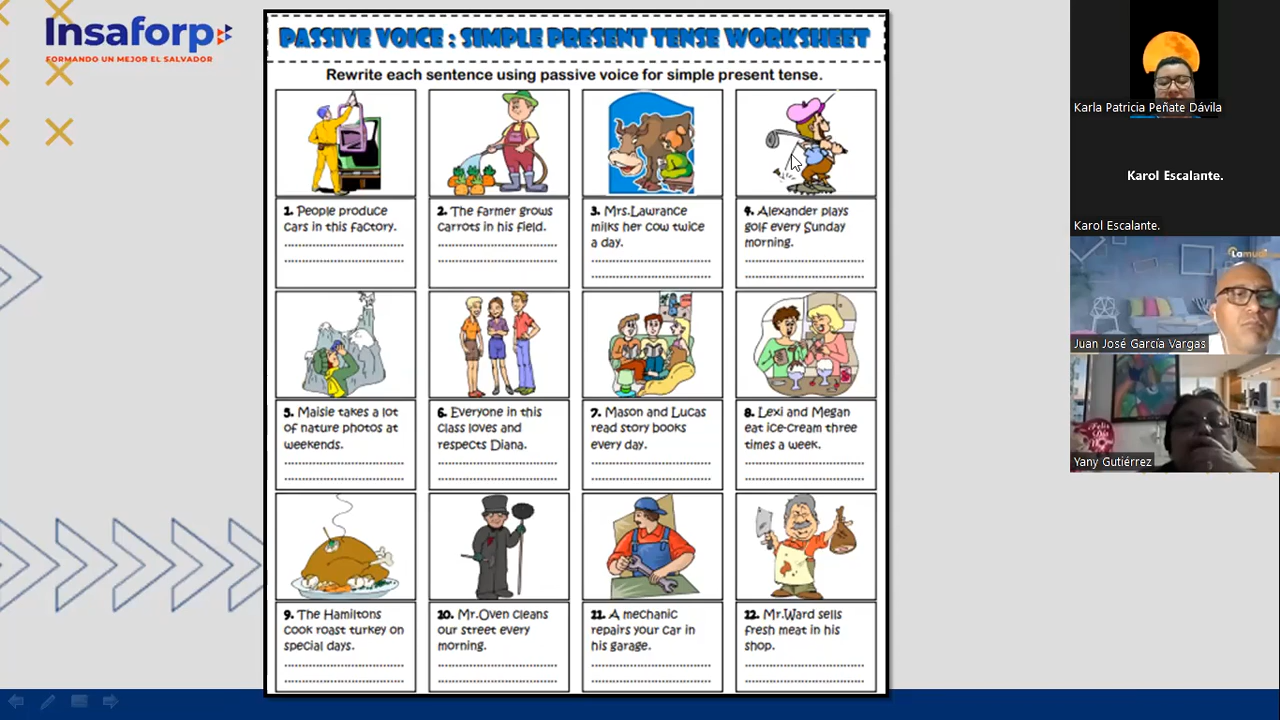 Insaforp
FORMANDO UN MEJOR EL SALVADOR
PASSIVE VOICE : SIMPLE PRESENT TENSE WORKSHEET
Rewrite each sentence using passive voice for simple present tense.
1. People produce
cars in this factory.
2. The farmer grows
carrots in his field.
3. Mrs.Lawrance
milks her cow twice
a day.
4. Alexander plays
golf every Sunday
morning.
5. Maisie takes a lot
of nature photos at
weekends.
6. Everyone in this
class loves and
respects Diana.
7. Mason and Lucas
read story books
every day.
8. Lexi and Megan
eat ice-cream three
times a week.
9. The Hamiltons
cook roast turkey on
special days.
10. Mr.Oven cleans
our street every
morning.
11. A mechanic
repairs your car in
his garage.
12. Mr.Ward sells
fresh meat in his
shop.
Karla Patricia Peñate Dávila
Karol Escalante.
Karol Escalante.
Juan José García Vargas
Yany Gutiérrez